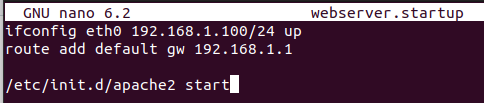 GNU nano 6.2 webserver.startup
ifconfig eth0 192.168.1.100/24 up
route add default gw 192.168.1.1
/etc/init.d/apache2 start